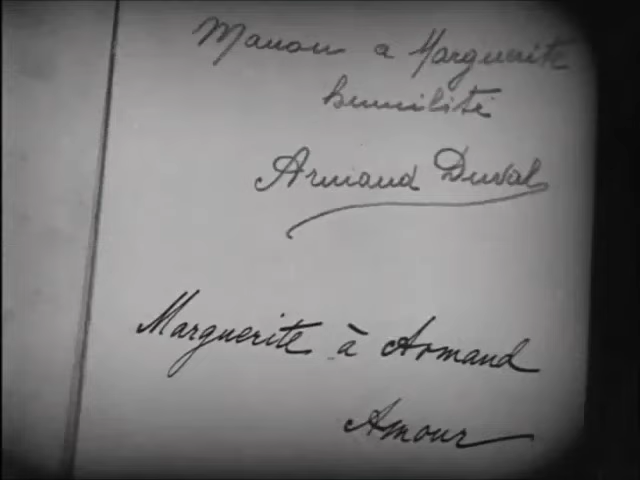 Manon a Marguerite
humilité
Armand Duval
Marguerite à Armand
Amour